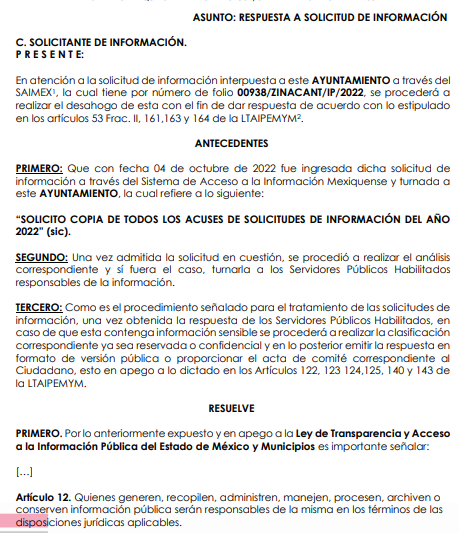 ASUNTO: RESPUESTA A SOLICITUD DE INFORMACIÓN
C. SOLICITANTE DE INFORMACIÓN.
P R E S E N T E:
En atención a la solicitud de información interpuesta a este AYUNTAMIENTO a través del
SAIMEX¹, la cual tiene por número de folio 00938/ZINACANT/IP/2022, se procederá a
realizar el desahogo de esta con el fin de dar respuesta de acuerdo con lo estipulado
en los artículos 53 Frac. II, 161,163 y 164 de la LTAIPEMYM².
ANTECEDENTES
PRIMERO: Que con fecha 04 de octubre de 2022 fue ingresada dicha solicitud de
información a través del Sistema de Acceso a la Información Mexiquense y turnada a
este AYUNTAMIENTO, la cual refiere a lo siguiente:
“SOLICITO COPIA DE TODOS LOS ACUSES DE SOLICITUDES DE INFORMACIÓN DEL AÑO
2022” (sic).
SEGUNDO: Una vez admitida la solicitud en cuestión, se procedió a realizar el análisis
correspondiente y sí fuera el caso, turnarla a los Servidores Públicos Habilitados
responsables de la información.
TERCERO: Como es el procedimiento señalado para el tratamiento de las solicitudes de
información, una vez obtenida la respuesta de los Servidores Públicos Habilitados, en
caso de que esta contenga información sensible se procederá a realizar la clasificación
correspondiente ya sea reservada o confidencial y en lo posterior emitir la respuesta en
formato de versión pública o proporcionar el acta de comité correspondiente al
Ciudadano, esto en apego a lo dictado en los Artículos 122, 123 124,125, 140 y 143 de
la LTAIPEMYM.
RESUELVE
PRIMERO. Por lo anteriormente expuesto y en apego a la Ley de Transparencia y Acceso
a la Información Pública del Estado de México y Municipios es importante señalar:
[...]
Artículo 12. Quienes generen, recopilen, administren, manejen, procesen, archiven o
conserven información pública serán responsables de la misma en los términos de las
disposiciones jurídicas aplicables.